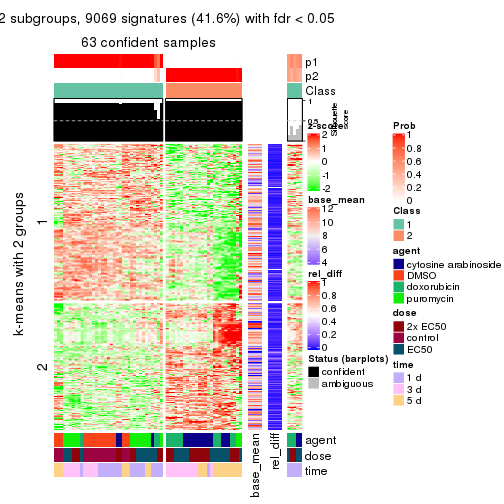 2 subgroups, 9069 signatures (41.6%) with fdr < 0.05
63 confident samples
p1
p2
Class
1
0.5
Silhouette
score
z-score
2
1
0
-1
-2
base_mean
12
10
8
6
4
rel_diff
1
0.8
0.6
0.4
0.2
0
Status (barplots)
confident
ambiguous
Prob
1
0.8
0.6
0.4
0.2
0
Class
1
2
agent
cytosine arabinoside
DMSO
doxorubicin
puromycin
dose
2x EC50
control
EC50
time
1 d
3 d
5 d
k-means with 2 groups
1
2
agent
dose
time
base_mean
rel_diff